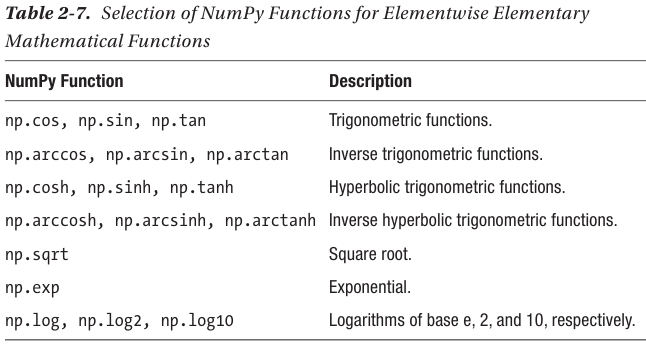 Table 2-7. Selection of NumPy Functions for Elementwise Elementary
Mathematical Functions
NumPy Function Description
np.cos, np.sin, np.tan Trigonometric functions.
np.arccos, np.arcsin, np.arctan Inverse trigonometric functions.
np.cosh, np.sinh, np.tanh Hyperbolic trigonometric functions.
np.arccosh, np.arcsinh, np.arctanh Inverse hyperbolic trigonometric functions.
np.sqrt Square root.
np.exp Exponential.
np.log, np.log2, np.log10 Logarithms of base e, 2, and 10, respectively.